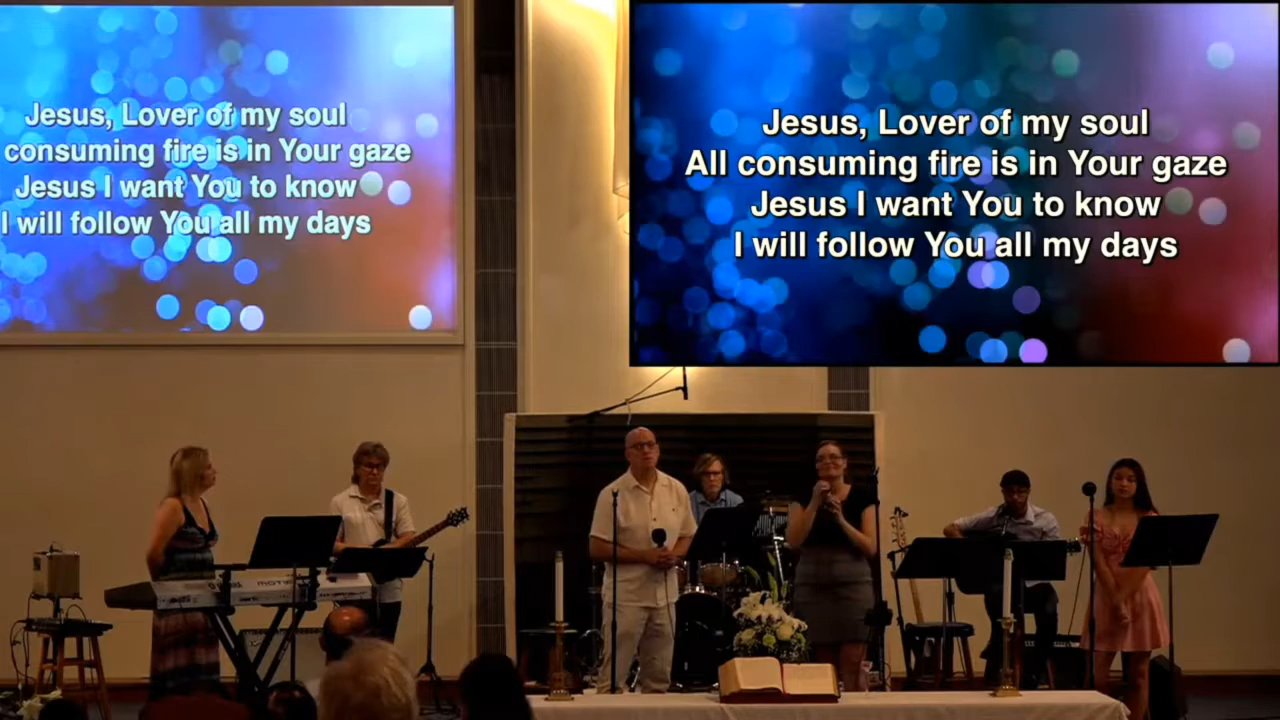 Jesus, Lover of my soul
consuming fire is in Your gaze
Jesus I want You to know
I will follow You all my days
Jesus, Lover of my soul
All consuming fire is in Your gaze
Jesus I want You to know
I will follow You all my days